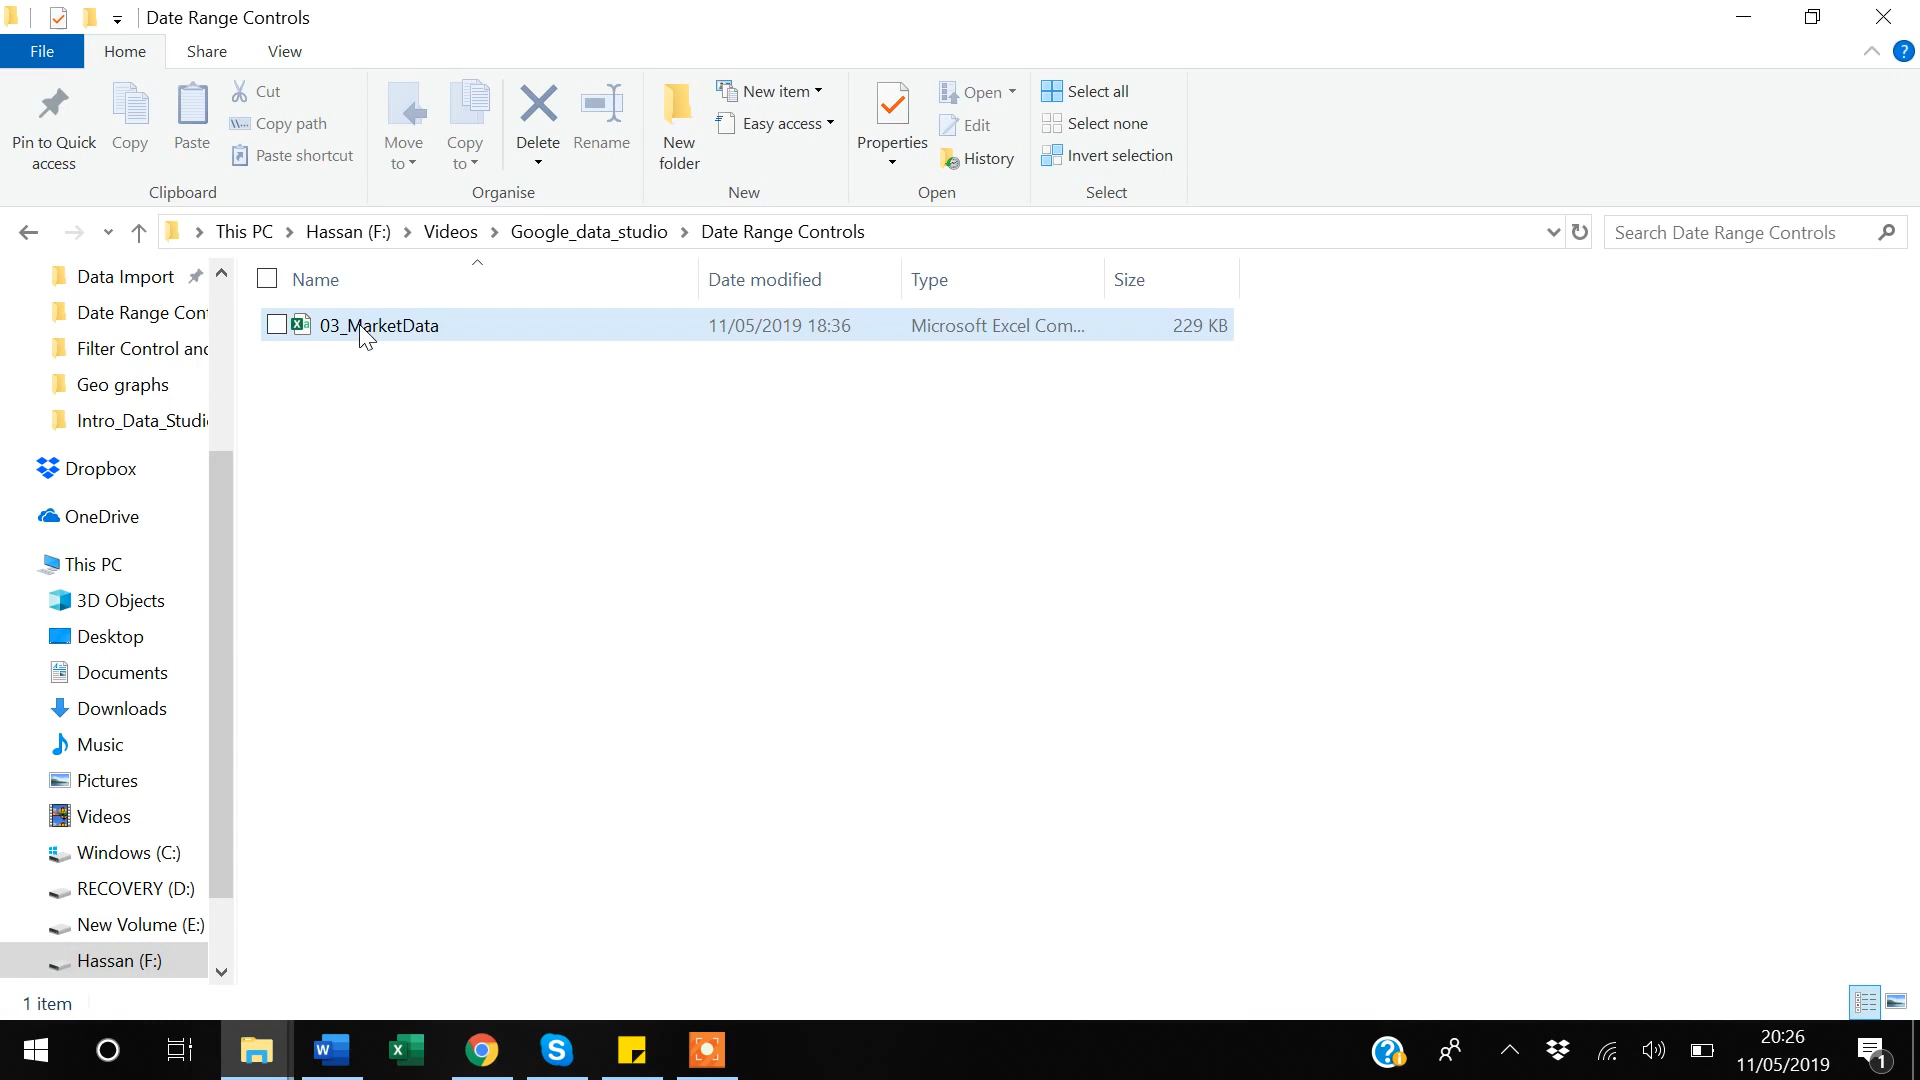 Date Range Controls
File
Home
Share
View
Pin to Quick
access
Copy
Paste
Cut
Copy path
Paste shortcut
Clipboard
Move
to
Copy
to
Delete
Rename
Organise
New
folder
New item
Easy access
New
Properties
Open
Edit
History
Open
Select all
Select none
Invert selection
Select
This PC
Hassan (F:)
Videos
Google_data_studio
Date Range Controls
Search Date Range Controls
Name
Date modified
Type
Size
03_MarketData
11/05/2019 18:36
Microsoft Excel Com...
229 KB
Data Import
Date Range Con
Filter Control and
Geo graphs
Intro_Data_Studi
Dropbox
OneDrive
This PC
3D Objects
Desktop
Documents
Downloads
Music
Pictures
Videos
Windows (C:)
RECOVERY (D:)
New Volume (E:)
Hassan (F:)
1 item
20:26
11/05/2019
1